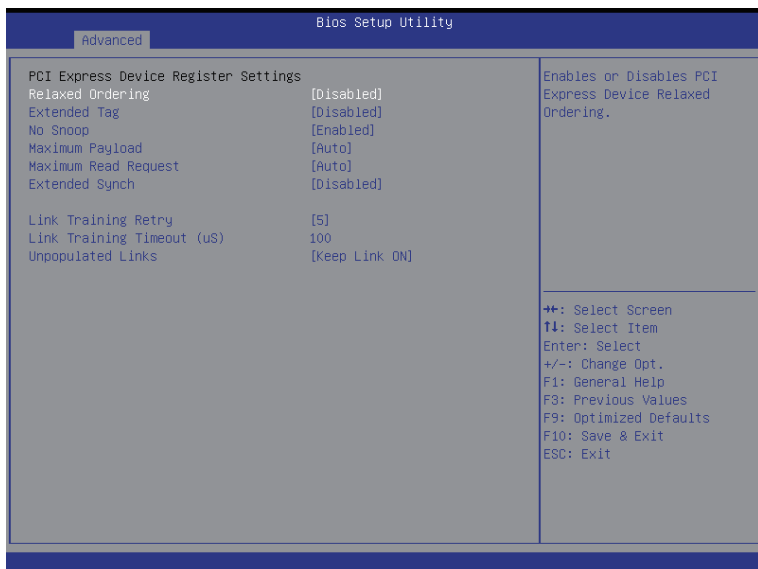 Bios Setup Utility
Advanced
PCI Express Device Register Settings
Relaxed Ordering [Disabled]
Extended Tag [Disabled]
No Snoop [Enabled]
Maximum Payload [Auto]
Maximum Read Request [Auto]
Extended Synch [Disabled]
Link Training Retry [5]
Link Training Timeout (uS) 100
Unpopulated Links [Keep Link ON]
Enables or Disables PCI
Express Device Relaxed
Ordering.
→←: Select Screen
↑↓: Select Item
Enter: Select
+/-: Change Opt.
F1: General Help
F3: Previous Values
F9: Optimized Defaults
F10: Save & Exit
ESC: Exit